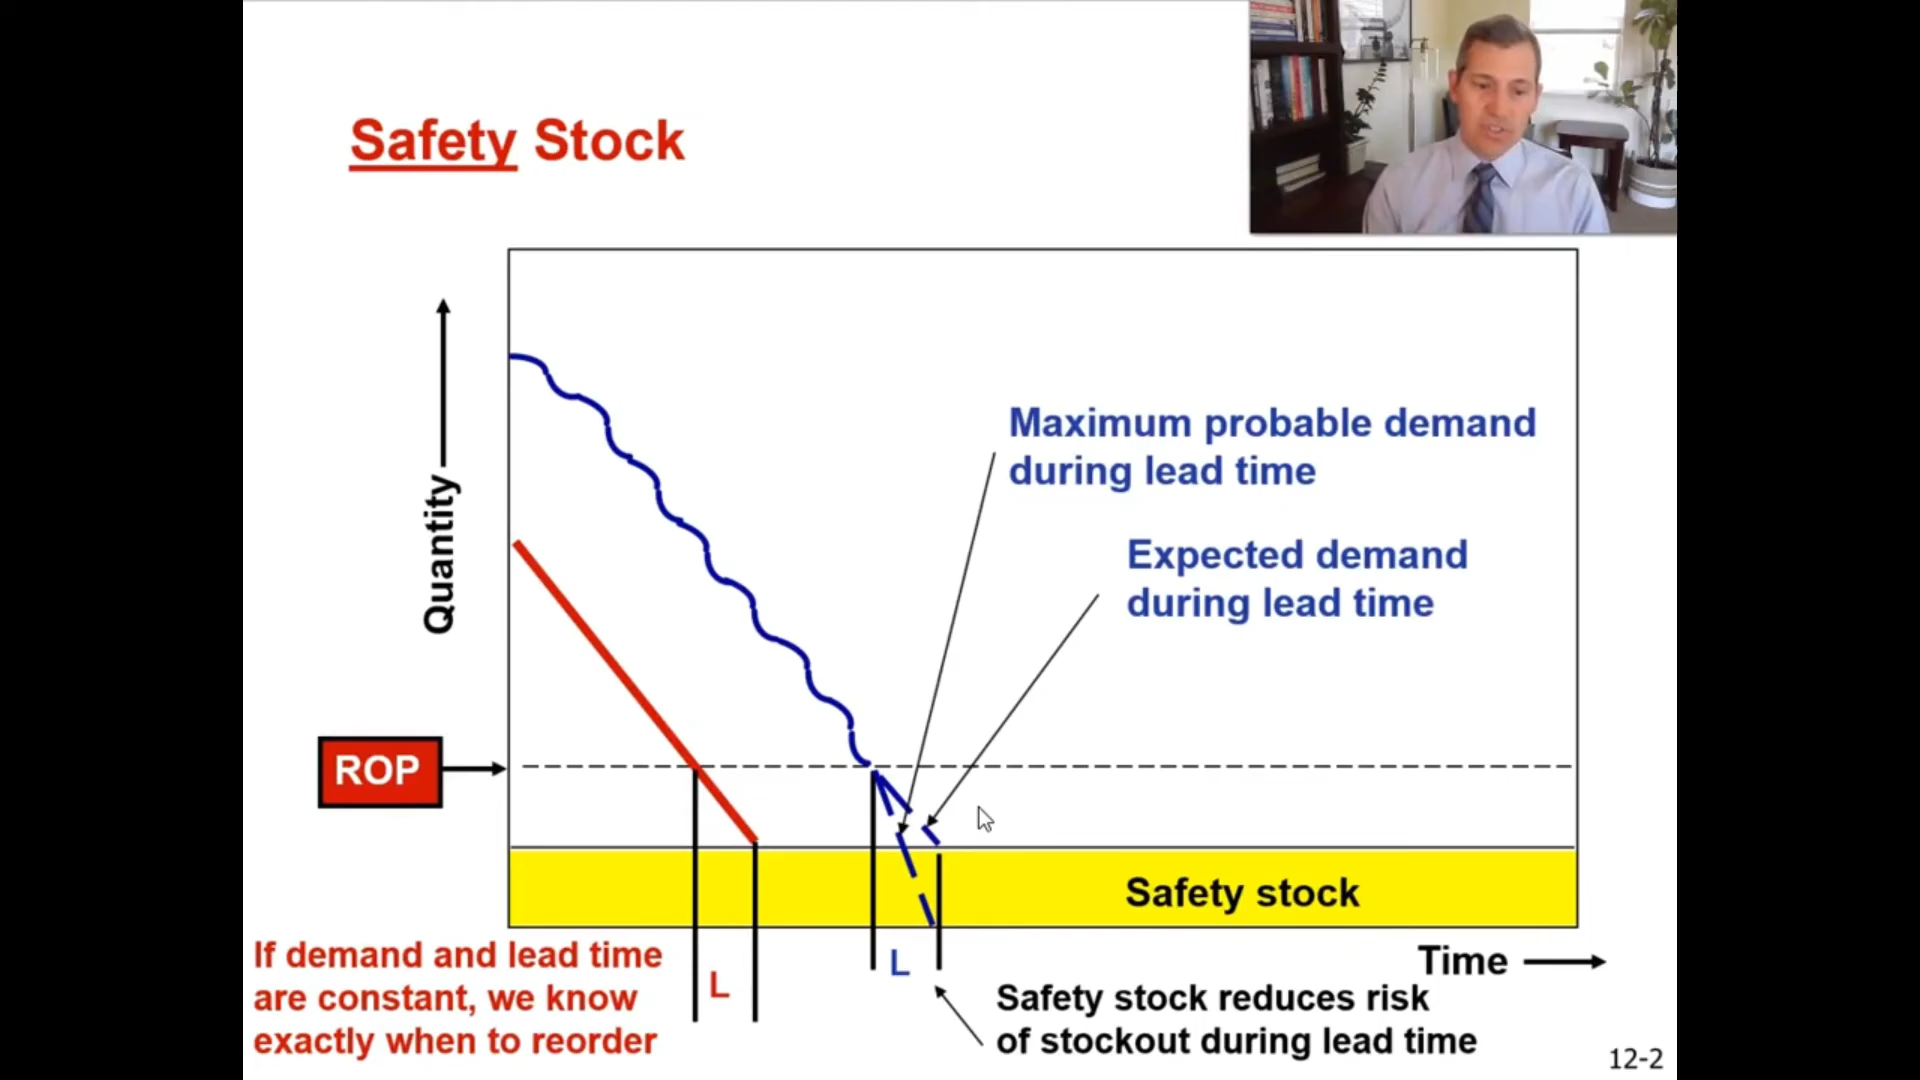 Safety Stock
Quantity
Maximum probable demand
during lead time
Expected demand
during lead time
ROP
Safety stock
If demand and lead time
are constant, we know
exactly when to reorder
L
L
Time
Safety stock reduces risk
of stockout during lead time
12-2